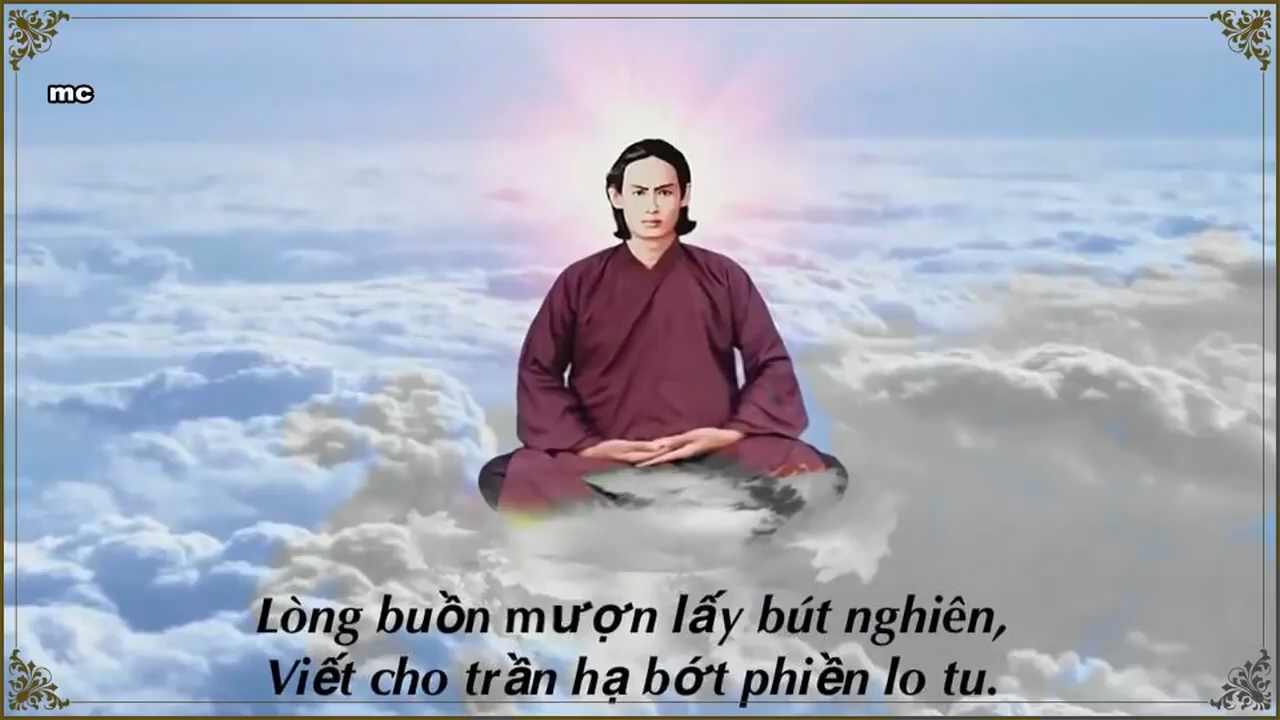 mc
Lòng buồn mượn lấy bút nghiên,
Viết cho trần hạ bớt phiền lo tu.